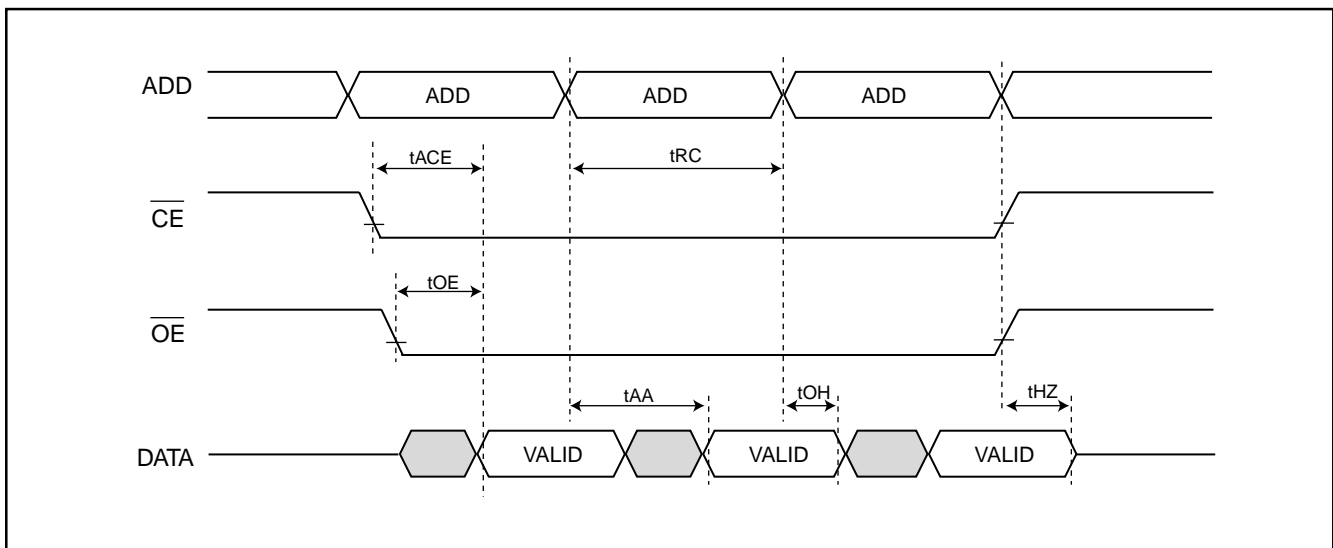 ADD ADD ADD ADD
tACE tRC
CE
tOE
OE
tAA tOH tHZ
DATA VALID VALID VALID